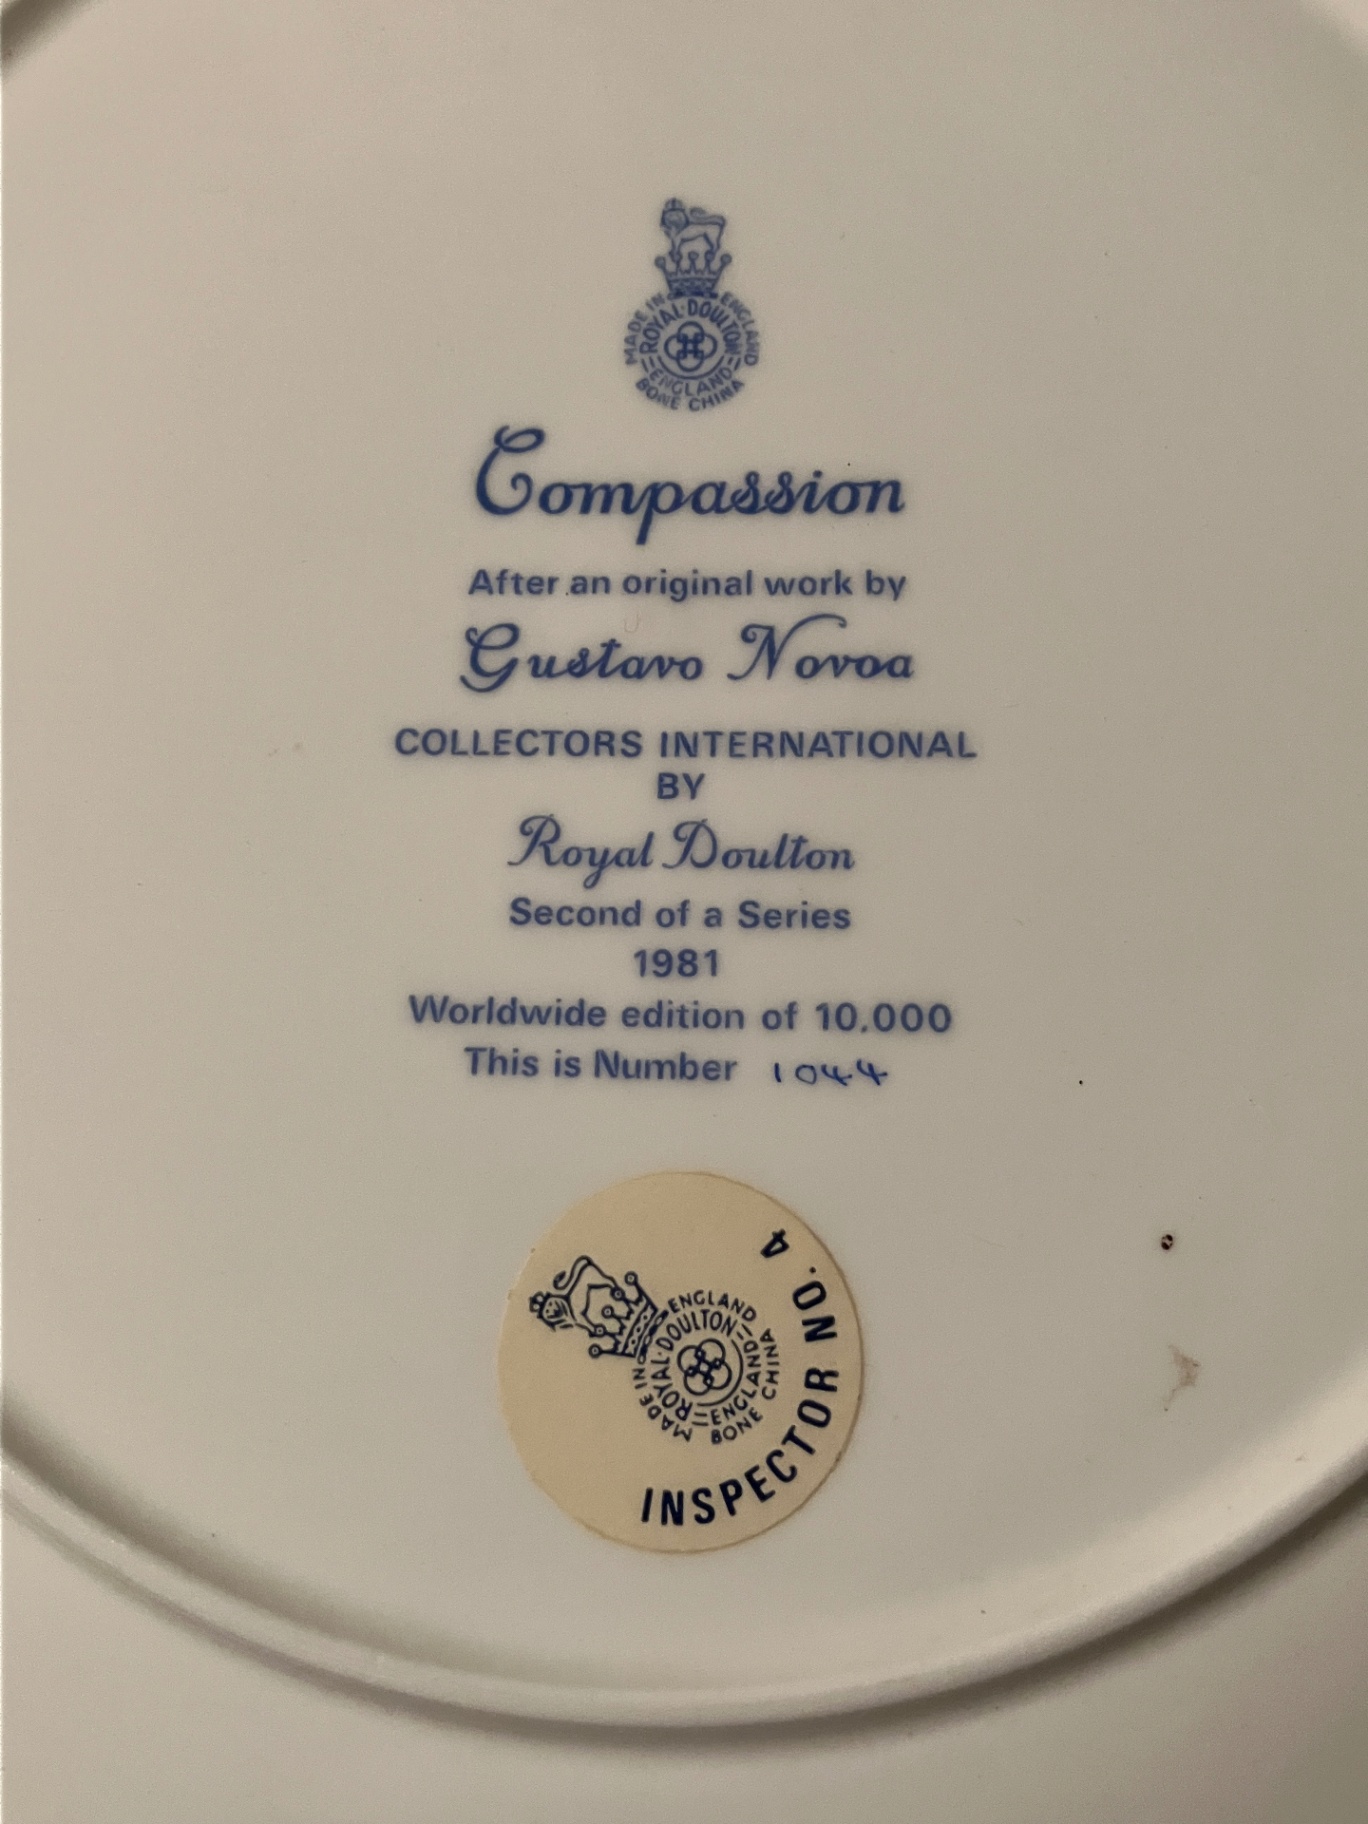 MADE IN ENGLAND
ROYAL·DOULTON
ENGLAND
BONE CHINA
Compassion
After an original work by
Gustavo Novoa
COLLECTORS INTERNATIONAL
BY
Royal Doulton
Second of a Series
1981
Worldwide edition of 10.000
This is Number 1044
MADE IN ENGLAND
ROYAL·DOULTON
ENGLAND
BONE CHINA
INSPECTOR NO. 4